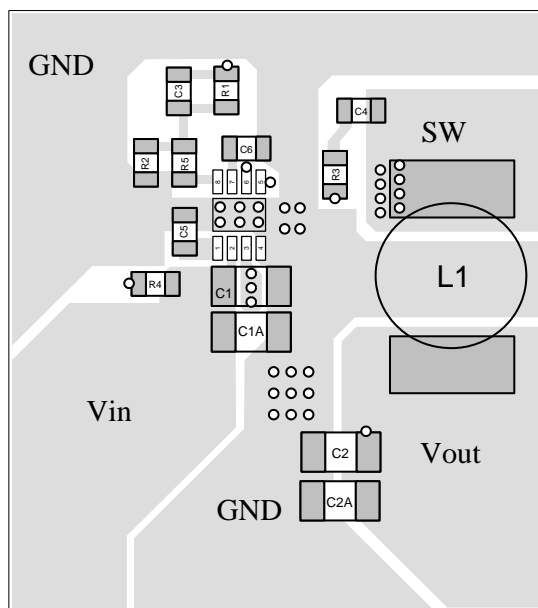 GND
C3
R1
C4
SW
R2
R5
C6
R3
8 7 6 5
C5
1 2 3 4
L1
R4
C1
C1A
Vin
C2
Vout
C2A
GND